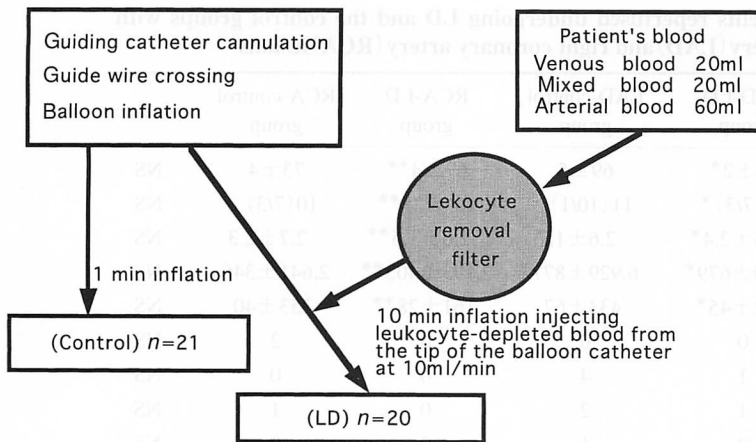 Guiding catheter cannulation
Guide wire crossing
Balloon inflation
Patient's blood
Venous blood 20ml
Mixed blood 20ml
Arterial blood 60ml
Lekocyte
removal
filter
1 min inflation
10 min inflation injecting
leukocyte-depleted blood from
the tip of the balloon catheter
at 10ml/min
(Control) n=21
(LD) n=20